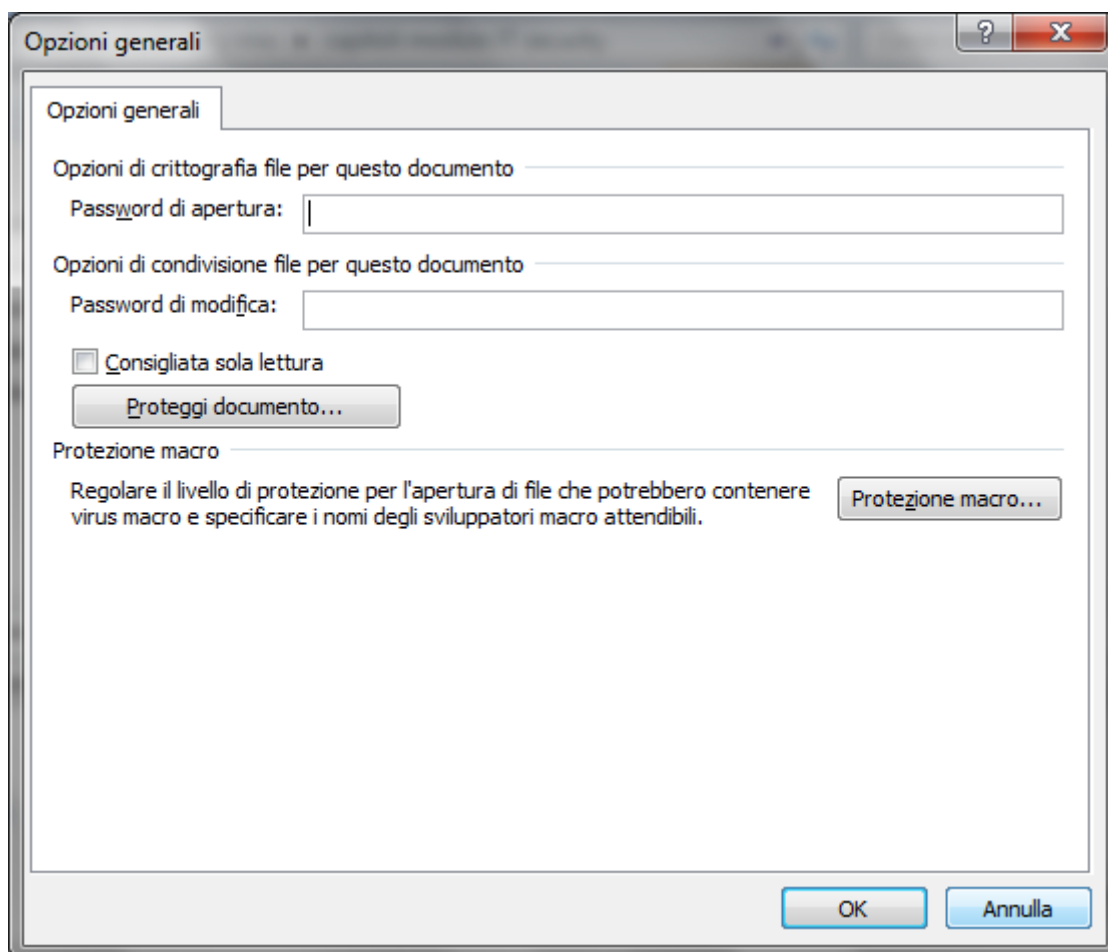 Opzioni generali
Opzioni generali
Opzioni di crittografia file per questo documento
Password di apertura:
Opzioni di condivisione file per questo documento
Password di modifica:
Consigliata sola lettura
Proteggi documento...
Protezione macro
Regolare il livello di protezione per l'apertura di file che potrebbero contenere
virus macro e specificare i nomi degli sviluppatori macro attendibili.
Protezione macro...
OK
Annulla